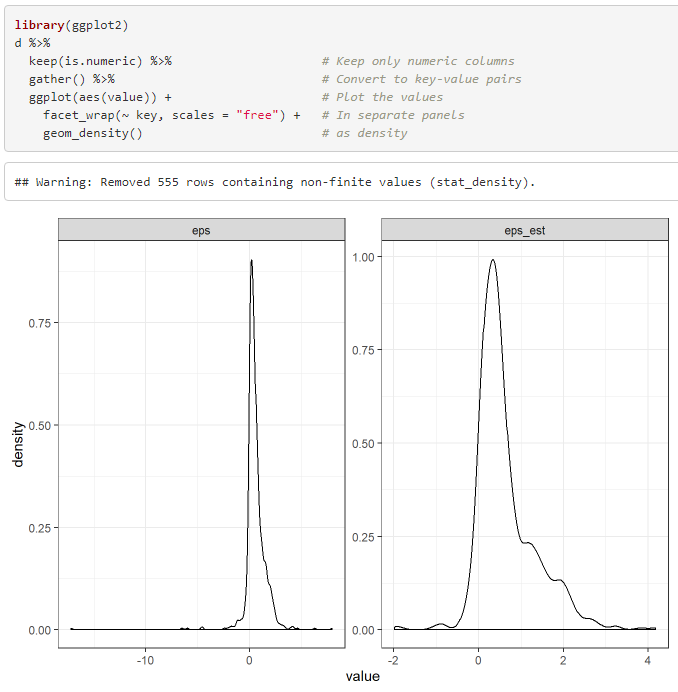 library(ggplot2)
d %>%
  keep(is.numeric) %>%                     # Keep only numeric columns
  gather() %>%                             # Convert to key-value pairs
  ggplot(aes(value)) +                     # Plot the values
    facet_wrap(~ key, scales = "free") +   # In separate panels
    geom_density()                         # as density
## Warning: Removed 555 rows containing non-finite values (stat_density).
eps
eps_est
density
0.75
0.50
0.25
0.00
-10
0
1.00
0.75
0.50
0.25
0.00
-2
0
2
4
value